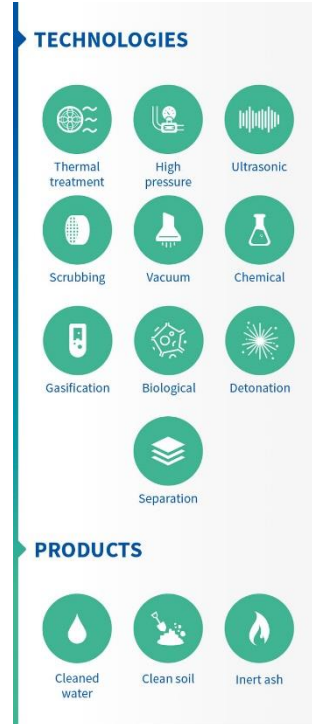 TECHNOLOGIES
Thermal
treatment
High
pressure
Ultrasonic
Scrubbing
Vacuum
Chemical
Gasification
Biological
Detonation
Separation
PRODUCTS
Cleaned
water
Clean soil
Inert ash